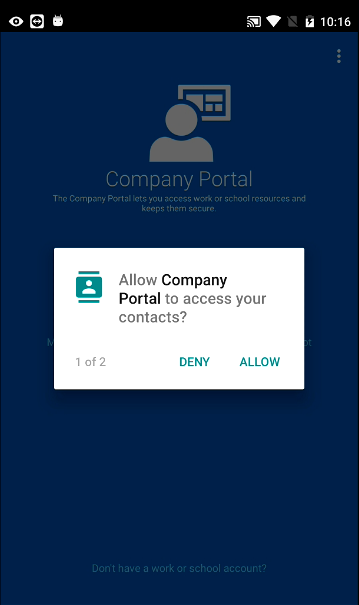 10:16
Company Portal
The Company Portal lets you access work or school resources and
keeps them secure.
Allow Company
Portal to access your
contacts?
1 of 2
DENY
ALLOW
Don't have a work or school account?